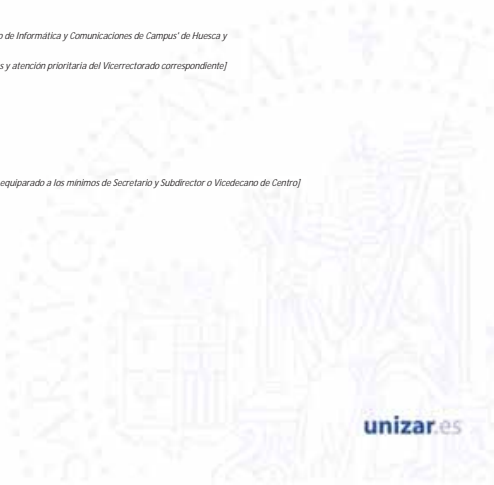 o de Informática y Comunicaciones de Campus' de Huesca y
s y atención prioritaria del Vicerrectorado correspondiente]
equiparado a los mínimos de Secretario y Subdirector o Vicedecano de Centro]
unizar.es